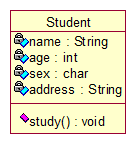 Student
name : String
age : int
sex : char
address : String
study() : void